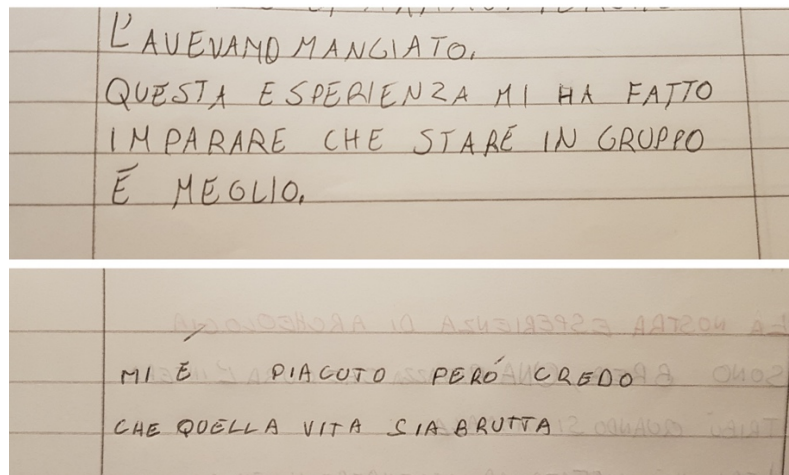 L'AVEVAMO MANGIATO.
QUESTA ESPERIENZA MI HA FATTO
IMPARARE CHE STARE IN GRUPPO
É MEGLIO.
MI É PIACUTO PERÓ CREDO
CHE QUELLA VITA SIA BRUTTA